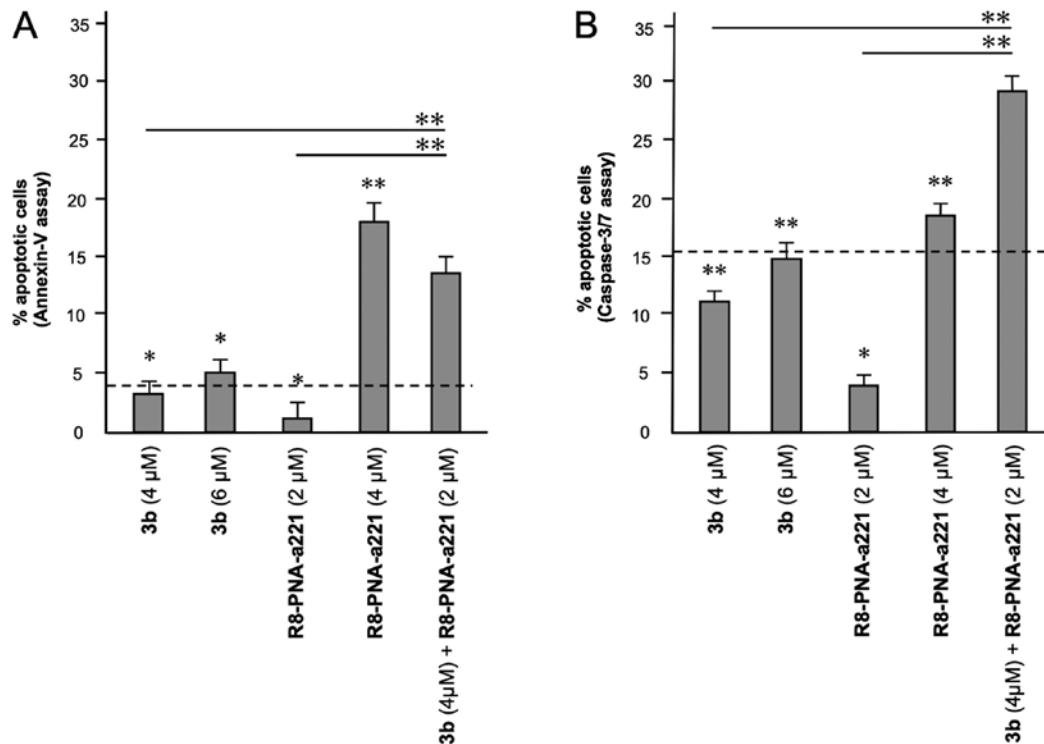 A
% apoptotic cells
(Annexin-V assay)
35
30
25
20
15
10
5
0
**
**
*
*
*
**
3b (4 μM)
3b (6 μM)
R8-PNA-a221 (2 μM)
R8-PNA-a221 (4 μM)
3b (4μM) + R8-PNA-a221 (2 μM)
B
% apoptotic cells
(Caspase-3/7 assay)
35
30
25
20
15
10
5
0
**
**
**
**
*
**
3b (4 μM)
3b (6 μM)
R8-PNA-a221 (2 μM)
R8-PNA-a221 (4 μM)
3b (4μM) + R8-PNA-a221 (2 μM)